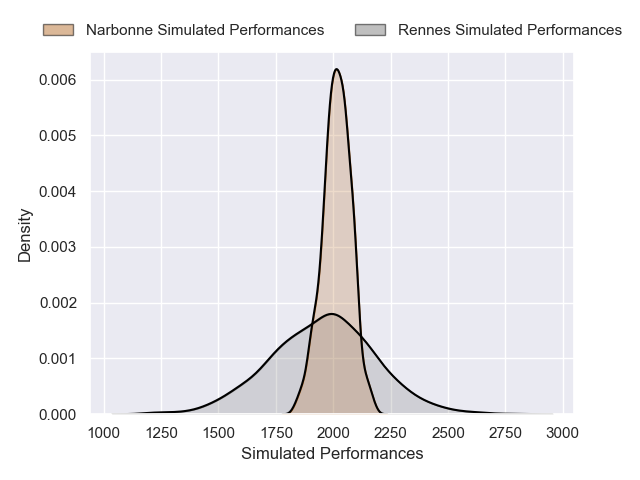 Narbonne Simulated Performances Rennes Simulated Performances
0.006
0.005
0.004
0.003
0.002
0.001
0.000
Density
1000 1250 1500 1750 2000 2250 2500 2750 3000
Simulated Performances